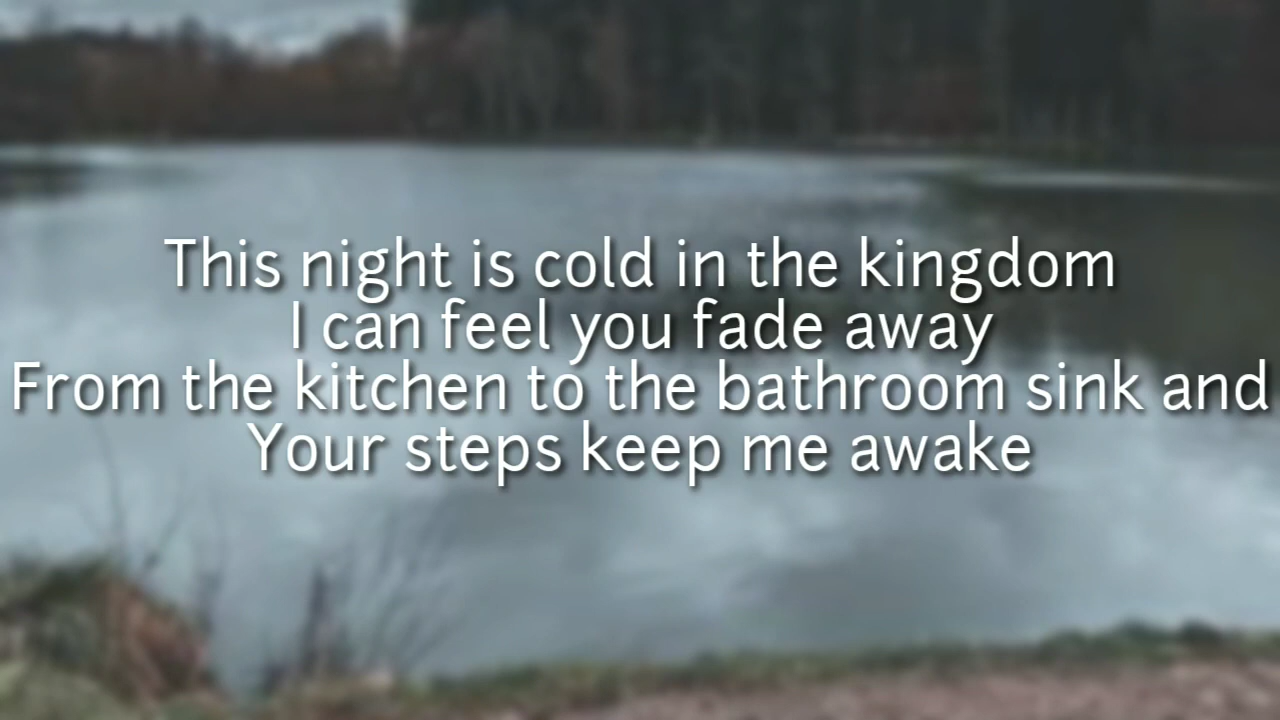 This night is cold in the kingdom
I can feel you fade away
From the kitchen to the bathroom sink and
Your steps keep me awake